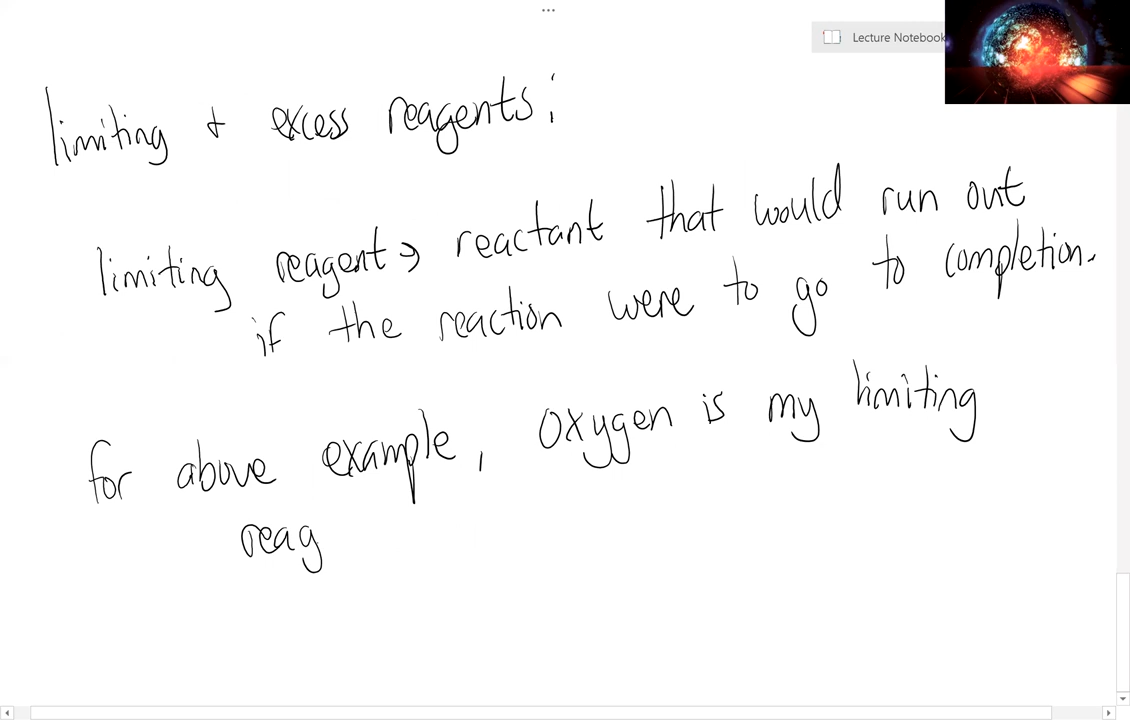 Lecture Notebook
limiting + excess reagents:
limiting reagent → reactant that would run out
if the reaction were to go to completion.
for above example, oxygen is my limiting
reag